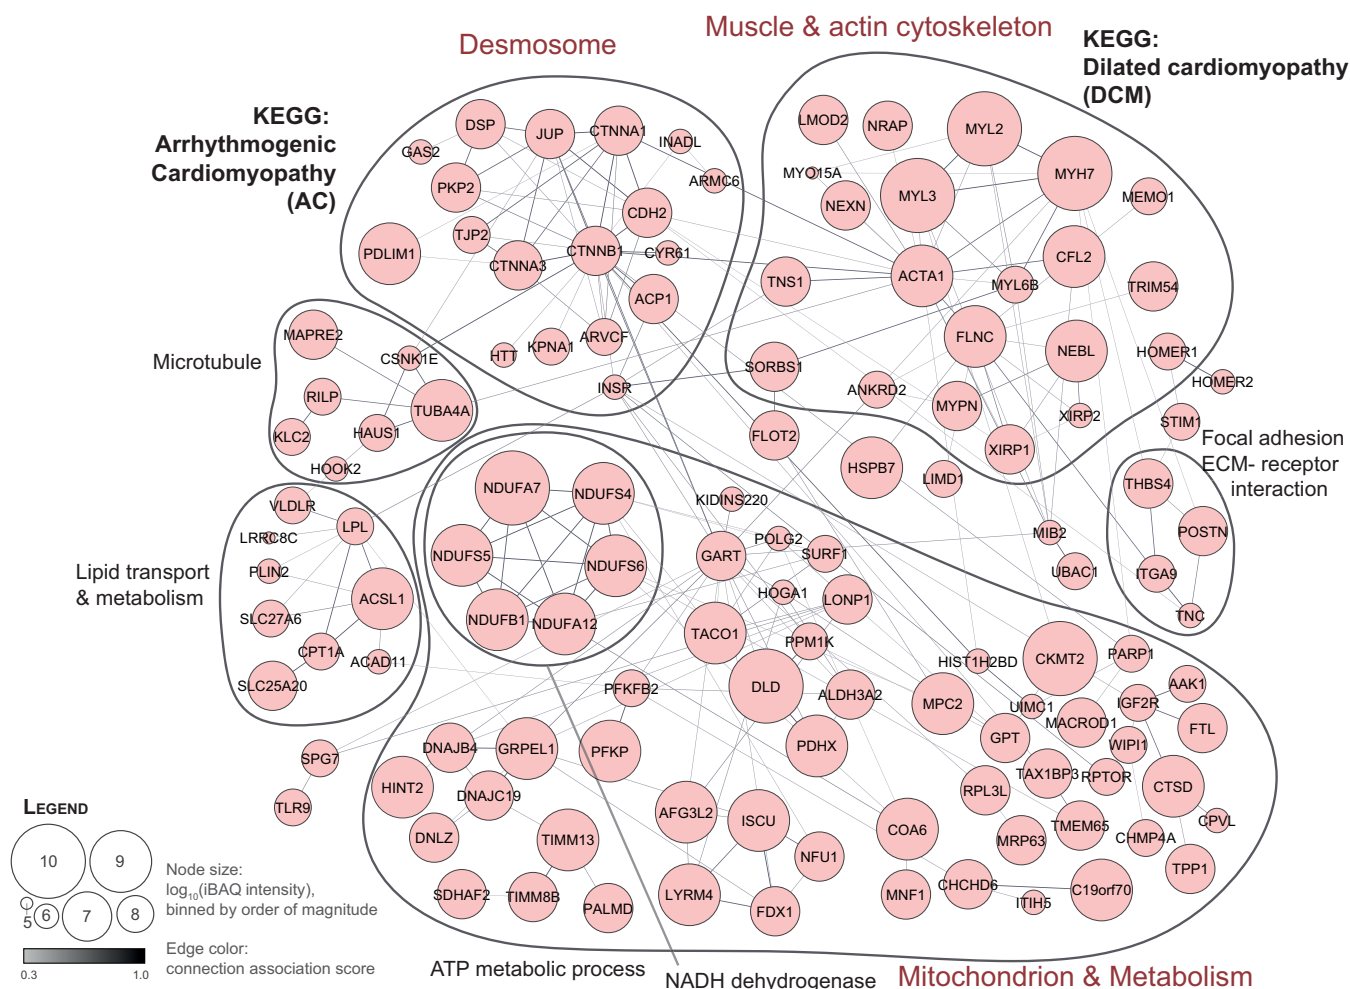 Desmosome
Muscle & actin cytoskeleton
KEGG:
Dilated cardiomyopathy
(DCM)
KEGG:
Arrhythmogenic
Cardiomyopathy
(AC)
DSP
JUP
CTNNA1
INADL
GAS2
ARMC6
PKP2
CDH2
TJP2
PDLIM1
CTNNA3
CTNNB1
CYR61
ACP1
HTT
KPNA1
ARVCF
INSR
LMOD2
NRAP
MYL2
MYO15A
MYL3
MYH7
NEXN
MEMO1
TNS1
ACTA1
CFL2
MYL6B
TRIM54
FLNC
NEBL
HOMER1
HOMER2
SORBS1
ANKRD2
MYPN
XIRP2
STIM1
FLOT2
XIRP1
HSPB7
LIMD1
Microtubule
MAPRE2
CSNK1E
RILP
TUBA4A
KLC2
HAUS1
HOOK2
Focal adhesion
ECM- receptor
interaction
THBS4
POSTN
ITGA9
TNC
MIB2
UBAC1
Lipid transport
& metabolism
VLDLR
LPL
LRRC8C
PLIN2
ACSL1
SLC27A6
CPT1A
ACAD11
SLC25A20
NDUFA7
NDUFS4
NDUFS5
NDUFS6
NDUFB1
NDUFA12
KIDINS220
GART
POLG2
SURF1
HOGA1
LONP1
TACO1
PPM1K
DLD
ALDH3A2
PFKFB2
PFKP
PDHX
HIST1H2BD
CKMT2
PARP1
MPC2
UIMC1
AAK1
IGF2R
MACROD1
FTL
GPT
WIPI1
TAX1BP3
RPTOR
CTSD
RPL3L
CPVL
TMEM65
CHMP4A
MRP63
TPP1
SPG7
TLR9
DNAJB4
GRPEL1
HINT2
DNAJC19
DNLZ
TIMM13
SDHAF2
TIMM8B
PALMD
AFG3L2
ISCU
NFU1
LYRM4
FDX1
COA6
MNF1
CHCHD6
ITIH5
C19orf70
LEGEND
10
9
5
6
7
8
Node size:
log10(iBAQ intensity),
binned by order of magnitude
Edge color:
connection association score
0.3
1.0
ATP metabolic process
NADH dehydrogenase
Mitochondrion & Metabolism